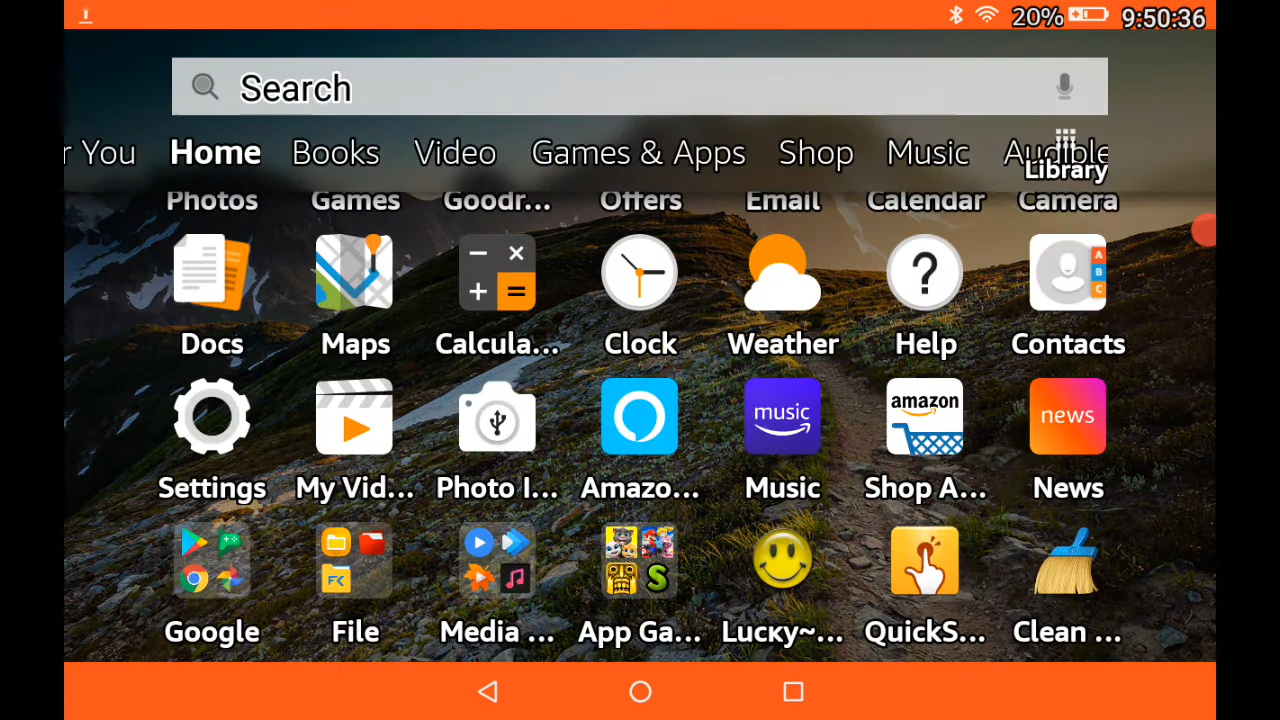 20% 9:50:36
Search
r You Home Books Video Games & Apps Shop Music Audible
Library
Photos Games Goodr... Offers Email Calendar Camera
A
B
C
Docs Maps Calcula... Clock Weather Help Contacts
music amazon news
Settings My Vid... Photo I... Amazo... Music Shop A... News
FK S
Google File Media ... App Ga... Lucky~... QuickS... Clean ...